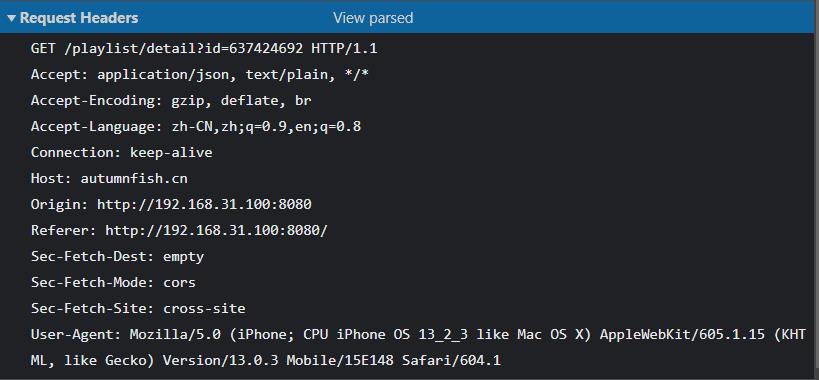 ▼Request Headers View parsed
GET /playlist/detail?id=637424692 HTTP/1.1
Accept: application/json, text/plain, */*
Accept-Encoding: gzip, deflate, br
Accept-Language: zh-CN,zh;q=0.9,en;q=0.8
Connection: keep-alive
Host: autumnfish.cn
Origin: http://192.168.31.100:8080
Referer: http://192.168.31.100:8080/
Sec-Fetch-Dest: empty
Sec-Fetch-Mode: cors
Sec-Fetch-Site: cross-site
User-Agent: Mozilla/5.0 (iPhone; CPU iPhone OS 13_2_3 like Mac OS X) AppleWebKit/605.1.15 (KHT
ML, like Gecko) Version/13.0.3 Mobile/15E148 Safari/604.1